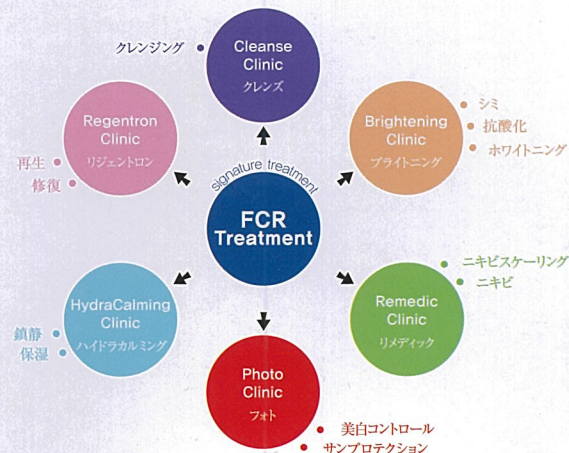 クレンジング
Cleanse
Clinic
クレンズ
Regentron
Clinic
リジェントロン
再生
修復
Brightening
Clinic
ブライトニング
シミ
抗酸化
ホワイトニング
signature treatment
FCR
Treatment
HydraCalming
Clinic
ハイドラカルミング
鎮静
保湿
Remedic
Clinic
リメディック
ニキビスケーリング
ニキビ
Photo
Clinic
フォト
美白コントロール
サンプロテクション